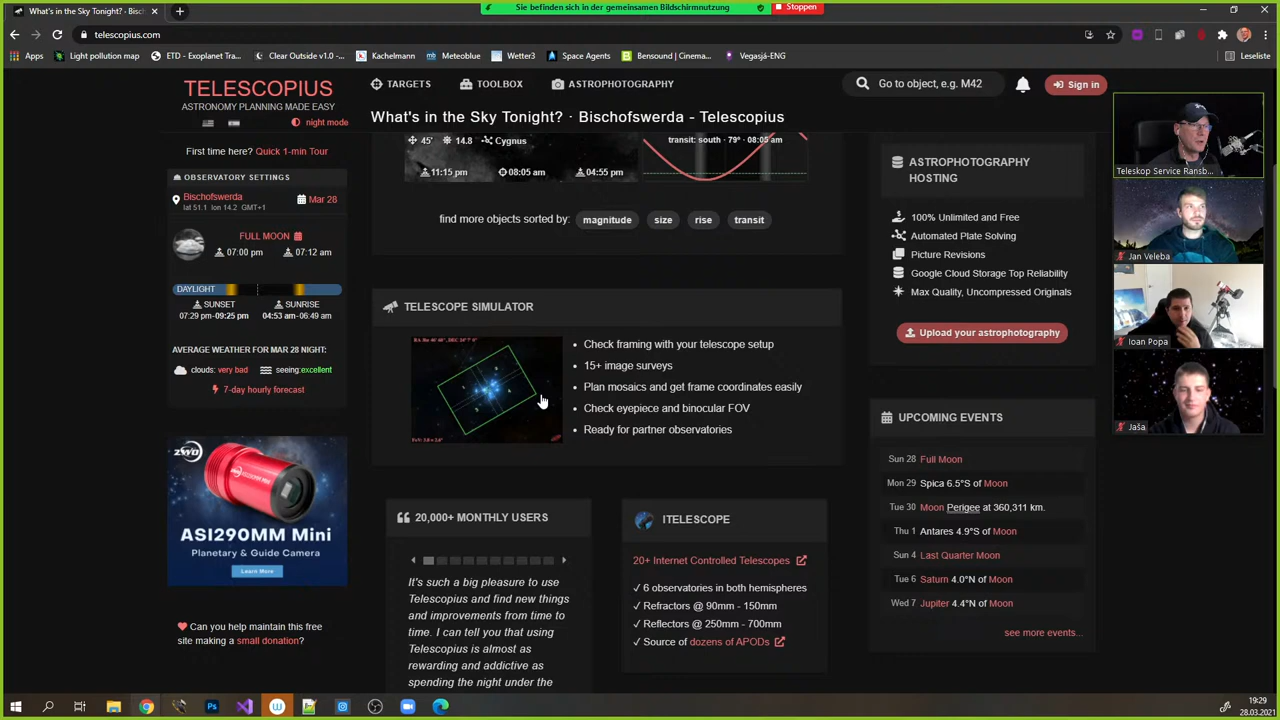 What's in the Sky Tonight? · Bisch
Sie befinden sich in der gemeinsamen Bildschirmnutzung
Stoppen
telescopius.com
Apps
Light pollution map
ETD - Exoplanet Tra...
Clear Outside v1.0 -...
Kachelmann
Meteoblue
Wetter3
Space Agents
Bensound | Cinema...
Vegasjá-ENG
Leseliste
TELESCOPIUS
ASTRONOMY PLANNING MADE EASY
night mode
TARGETS
TOOLBOX
ASTROPHOTOGRAPHY
Go to object, e.g. M42
Sign in
What's in the Sky Tonight? · Bischofswerda - Telescopius
First time here? Quick 1-min Tour
OBSERVATORY SETTINGS
Bischofswerda
lat 51.1 lon 14.2 GMT+1
Mar 28
FULL MOON
07:00 pm
07:12 am
DAYLIGHT
SUNSET
SUNRISE
07:29 pm-09:25 pm
04:53 am-06:49 am
AVERAGE WEATHER FOR MAR 28 NIGHT:
clouds: very bad
seeing:excellent
7-day hourly forecast
ZWO
ASI290MM Mini
Planetary & Guide Camera
Learn More
Can you help maintain this free
site making a small donation?
45'
14.8
Cygnus
11:15 pm
08:05 am
04:55 pm
transit: south · 79° · 08:05 am
find more objects sorted by:
magnitude
size
rise
transit
TELESCOPE SIMULATOR
Check framing with your telescope setup
15+ image surveys
Plan mosaics and get frame coordinates easily
Check eyepiece and binocular FOV
Ready for partner observatories
20,000+ MONTHLY USERS
It's such a big pleasure to use
Telescopius and find new things
and improvements from time to
time. I can tell you that using
Telescopius is almost as
rewarding and addictive as
spending the night under the
ITELESCOPE
20+ Internet Controlled Telescopes
✓ 6 observatories in both hemispheres
✓ Refractors @ 90mm - 150mm
✓ Reflectors @ 250mm - 700mm
✓ Source of dozens of APODs
ASTROPHOTOGRAPHY
HOSTING
100% Unlimited and Free
Automated Plate Solving
Picture Revisions
Google Cloud Storage Top Reliability
Max Quality, Uncompressed Originals
Upload your astrophotography
UPCOMING EVENTS
Sun 28 Full Moon
Mon 29 Spica 6.5°S of Moon
Tue 30 Moon Perigee at 360,311 km.
Thu 1 Antares 4.9°S of Moon
Sun 4 Last Quarter Moon
Tue 6 Saturn 4.0°N of Moon
Wed 7 Jupiter 4.4°N of Moon
see more events...
Teleskop Service Ransb...
Jan Veleba
Ioan Popa
Jaša
19:29
28.03.2021